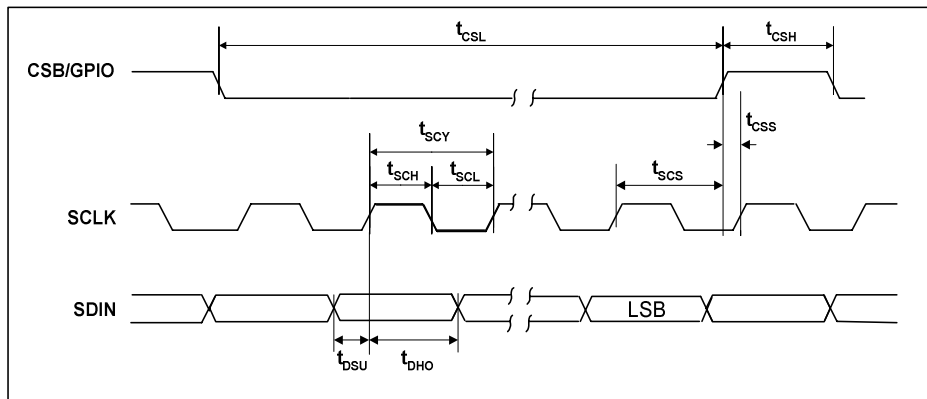 tCSL
tCSH
CSB/GPIO
tCSS
tSCY
tSCH
tSCL
tSCS
SCLK
SDIN
LSB
tDSU
tDHO